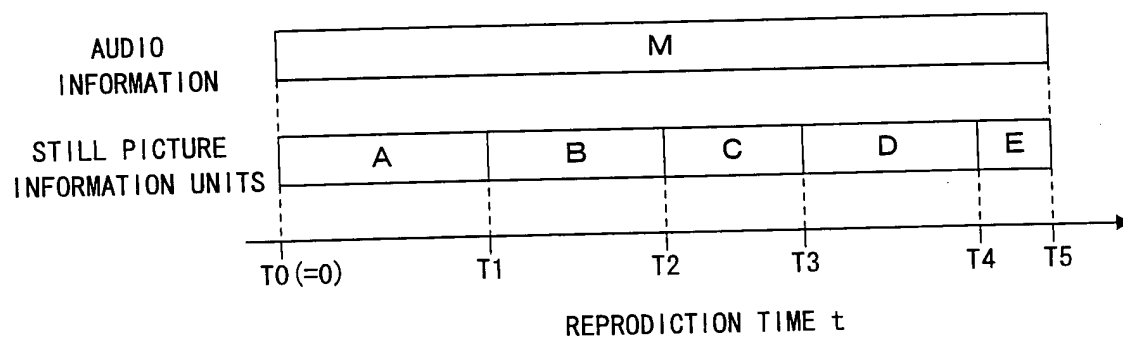 AUDIO
INFORMATION
M
STILL PICTURE
INFORMATION UNITS
A B C D E
T0(=0) T1 T2 T3 T4 T5
REPRODICTION TIME t